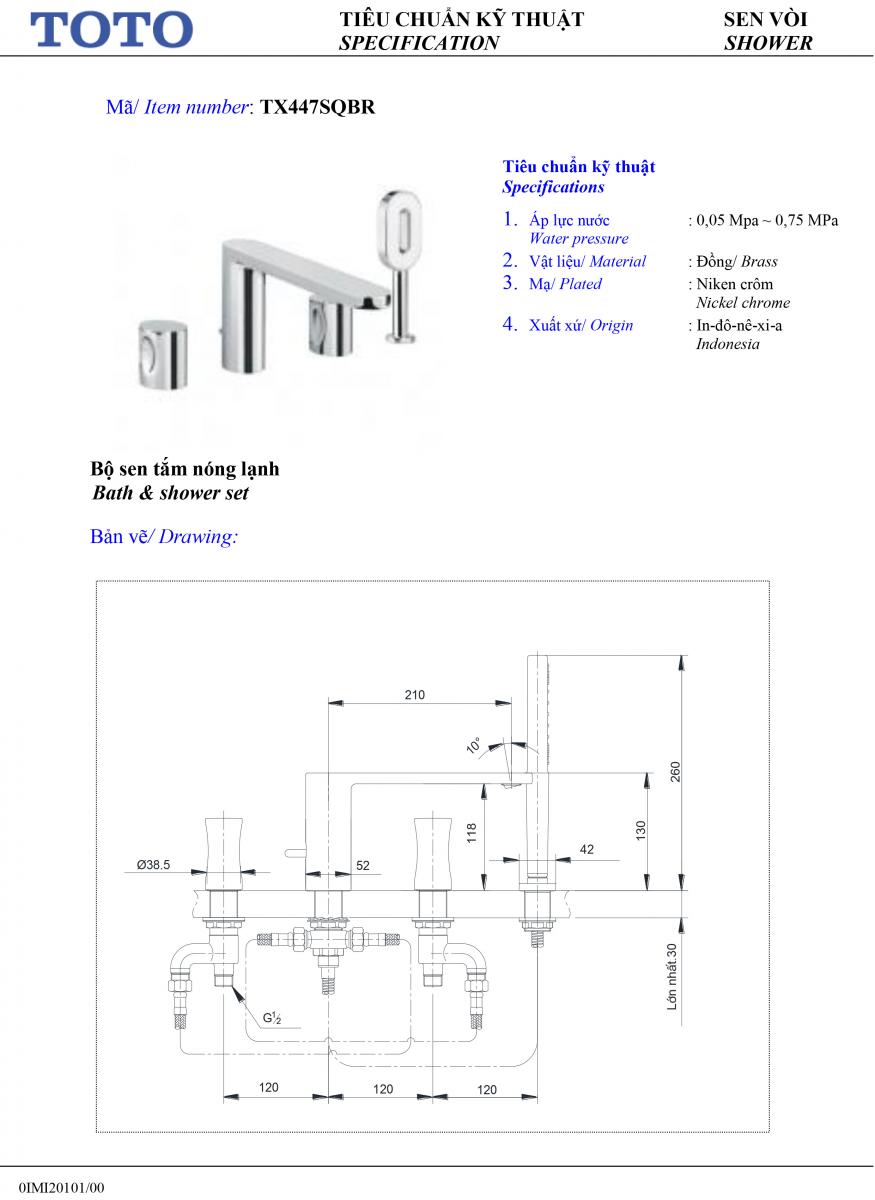 TOTO
TIÊU CHUẨN KỸ THUẬT
SPECIFICATION
SEN VÒI
SHOWER
Mã/ Item number: TX447SQBR
Tiêu chuẩn kỹ thuật
Specifications
1. Áp lực nước : 0,05 Mpa ~ 0,75 MPa
Water pressure
2. Vật liệu/ Material : Đồng/ Brass
3. Mạ/ Plated : Niken crôm
Nickel chrome
4. Xuất xứ/ Origin : In-đô-nê-xi-a
Indonesia
Bộ sen tắm nóng lạnh
Bath & shower set
Bản vẽ/ Drawing:
210
10°
260
118
130
42
Ø38.5
52
Lớn nhất.30
G½
120
120
120
0IMI20101/00